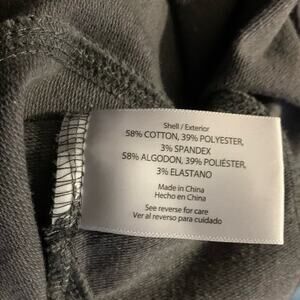 Shell / Exterior
58% COTTON, 39% POLYESTER,
3% SPANDEX
58% ALGODON, 39% POLIÉSTER,
3% ELASTANO
Made in China
Hecho en China
See reverse for care
Ver al reverso para cuidado